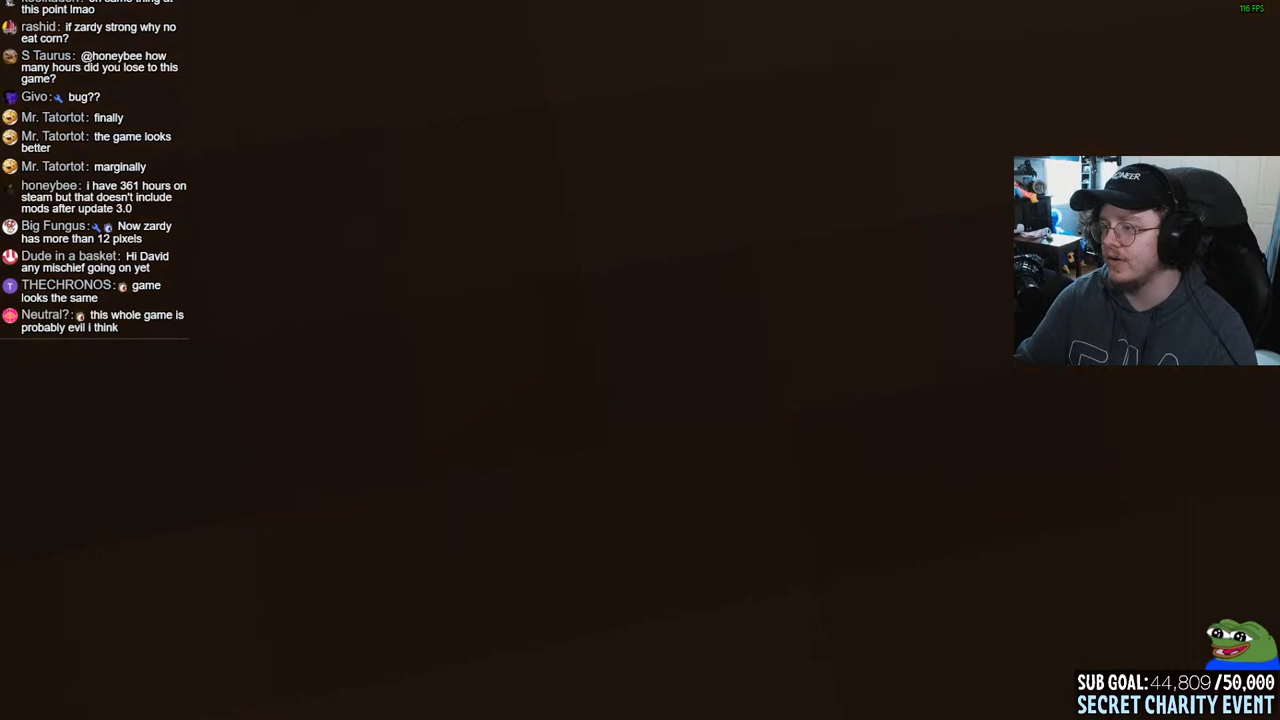 this point lmao
116 FPS
rashid: if zardy strong why no
eat corn?
S Taurus: @honeybee how
many hours did you lose to this
game?
Givo: bug??
Mr. Tatortot: finally
Mr. Tatortot: the game looks
better
Mr. Tatortot: marginally
honeybee: i have 361 hours on
steam but that doesn't include
mods after update 3.0
Big Fungus: Now zardy
has more than 12 pixels
Dude in a basket: Hi David
any mischief going on yet
THECHRONOS: game
looks the same
Neutral?: this whole game is
probably evil i think
SUB GOAL: 44,809 /50,000
SECRET CHARITY EVENT